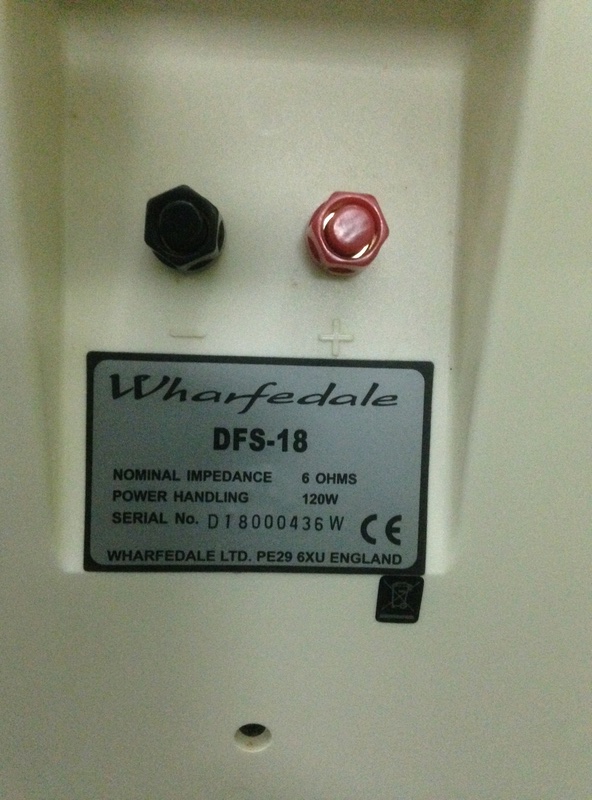 − +
Wharfedale
DFS-18
NOMINAL IMPEDANCE 6 OHMS
POWER HANDLING 120W
SERIAL No. D18000436W CE
WHARFEDALE LTD. PE29 6XU ENGLAND